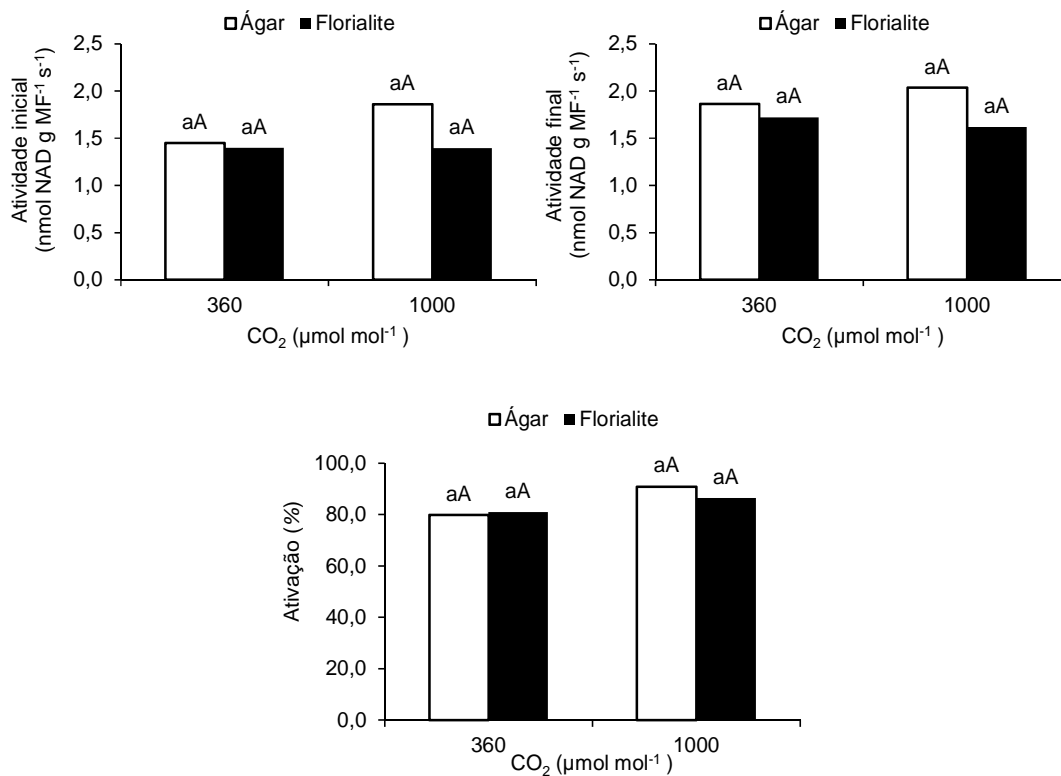 Ágar Florialite
Atividade inicial
(nmol NAD g MF⁻¹ s⁻¹)
2,5
2,0
1,5
1,0
0,5
0,0
aA aA aA aA
360 1000
CO₂ (µmol mol⁻¹ )
Ágar Florialite
Atividade final
(nmol NAD g MF⁻¹ s⁻¹)
2,5
2,0
1,5
1,0
0,5
0,0
aA aA aA aA
360 1000
CO₂ (µmol mol⁻¹ )
Ágar Florialite
Ativação (%)
100,0
80,0
60,0
40,0
20,0
0,0
aA aA aA aA
360 1000
CO₂ (µmol mol⁻¹ )